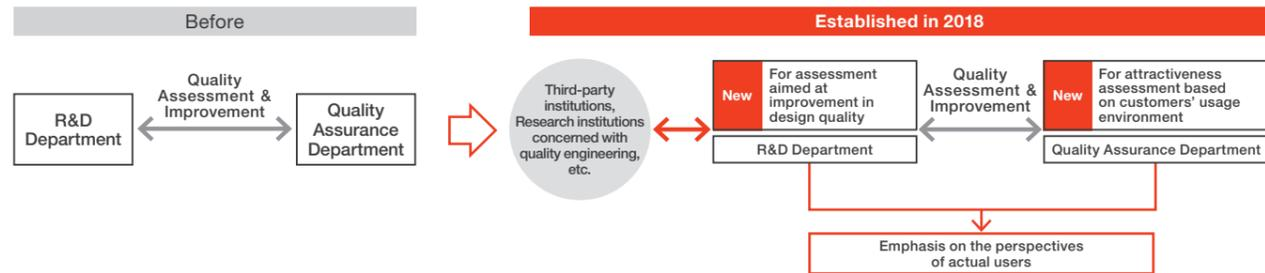 Before
R&D
Department
Quality
Assessment &
Improvement
Quality
Assurance
Department
Established in 2018
Third-party
institutions,
Research institutions
concerned with
quality engineering,
etc.
New
For assessment
aimed at
improvement in
design quality
R&D Department
Quality
Assessment &
Improvement
New
For attractiveness
assessment based
on customers’ usage
environment
Quality Assurance Department
Emphasis on the perspectives
of actual users